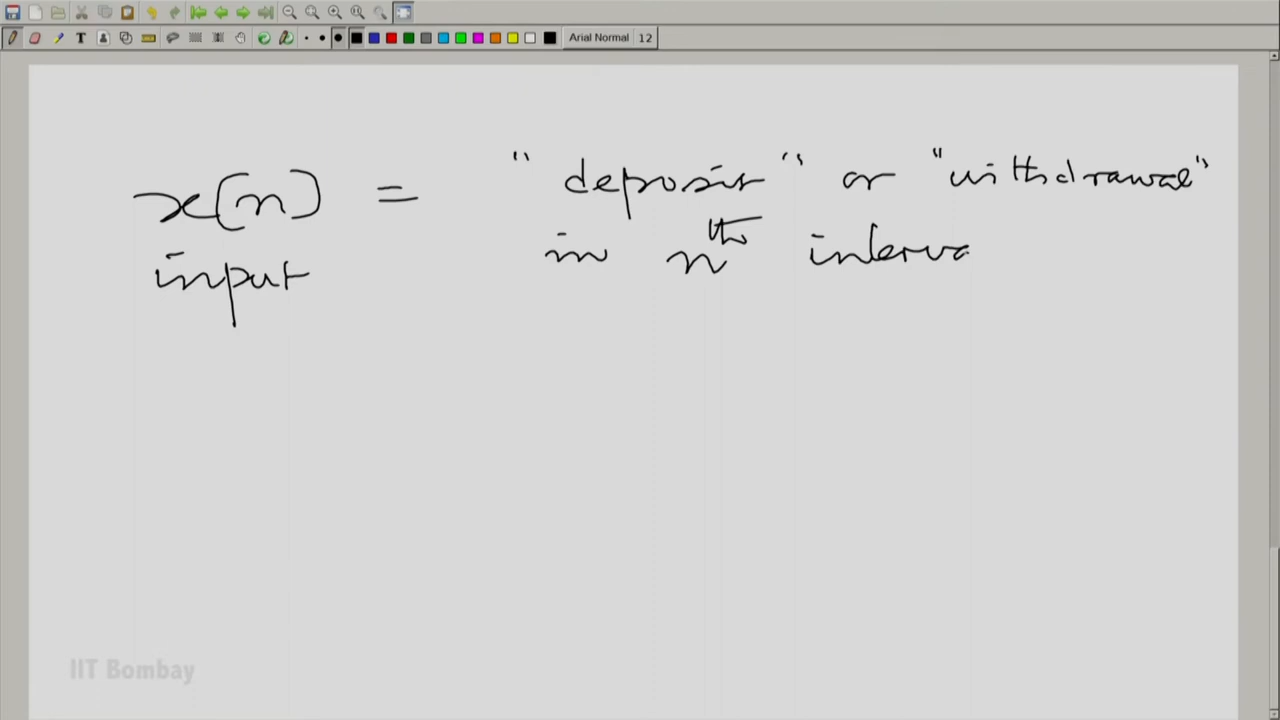 Arial Normal 12
x[n] = "deposit" or "withdrawal"
input in nth interva
IIT Bombay